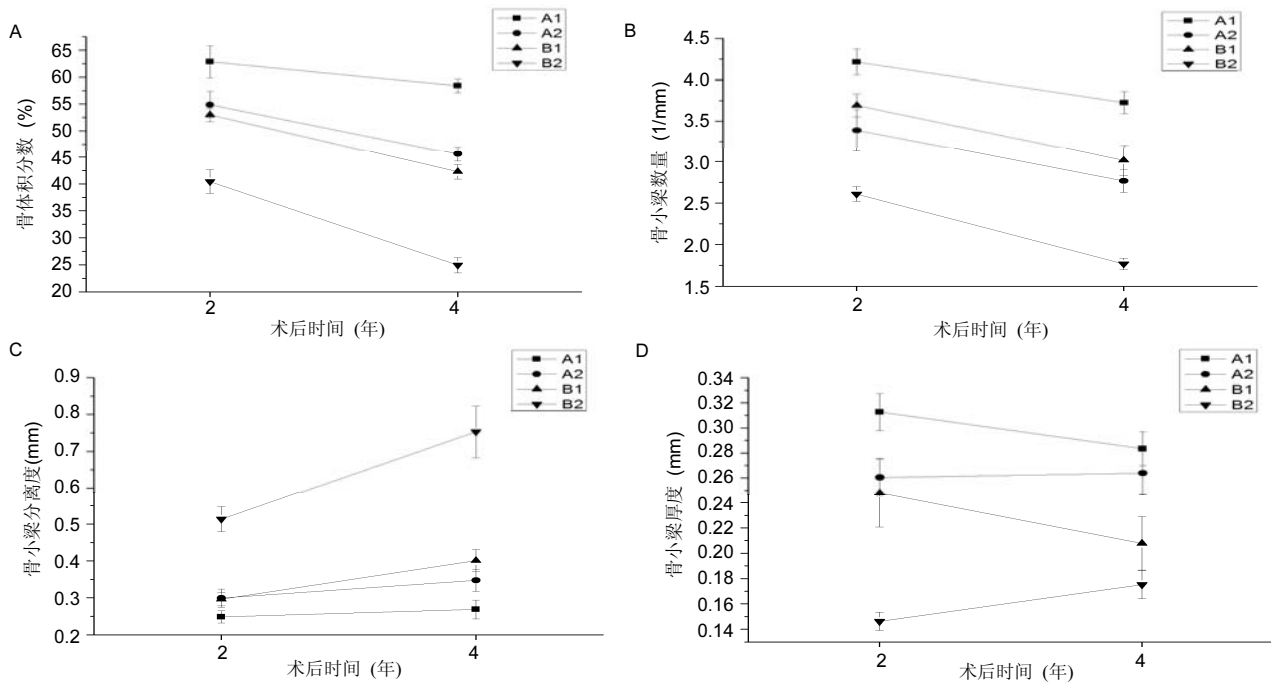 A
A1
A2
B1
B2
骨体积分数 (%)
65
60
55
50
45
40
35
30
25
20
2
4
术后时间 (年)
B
A1
A2
B1
B2
骨小梁数量 (1/mm)
4.5
4.0
3.5
3.0
2.5
2.0
1.5
2
4
术后时间 (年)
C
A1
A2
B1
B2
骨小梁分离度(mm)
0.9
0.8
0.7
0.6
0.5
0.4
0.3
0.2
2
4
术后时间 (年)
D
A1
A2
B1
B2
骨小梁厚度 (mm)
0.34
0.32
0.30
0.28
0.26
0.24
0.22
0.20
0.18
0.16
0.14
2
4
术后时间 (年)